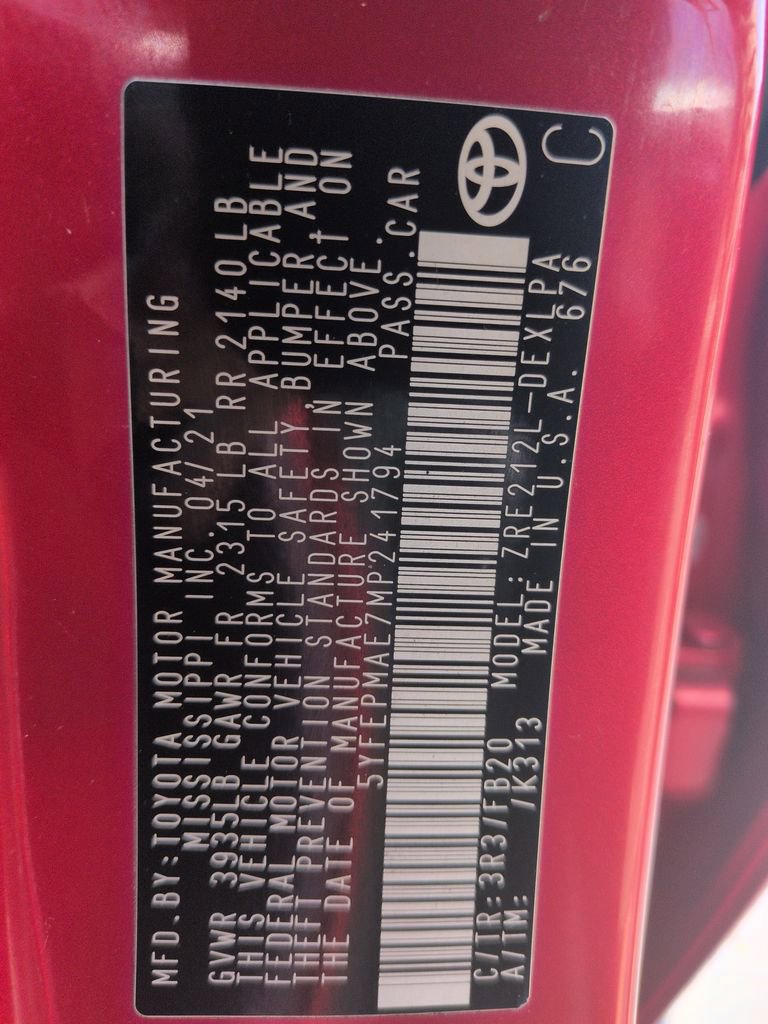 MFD.BY:TOYOTA MOTOR MANUFACTURING
MISSISSIPPI INC. 04/21
GVWR 3935LB GAWR FR 2315 LB RR 2140LB
THIS VEHICLE CONFORMS TO ALL APPLICABLE
FEDERAL MOTOR VEHICLE SAFETY, BUMPER AND
THEFT PREVENTION STANDARDS IN EFFECT ON
THE DATE OF MANUFACTURE SHOWN ABOVE.
5YFEPMAE7MP241794 PASS.CAR
C/TR:3R3/FB20 MODEL:ZRE212L-DEXLPA
A/TM: /K313 MADE IN U.S.A. 676
C